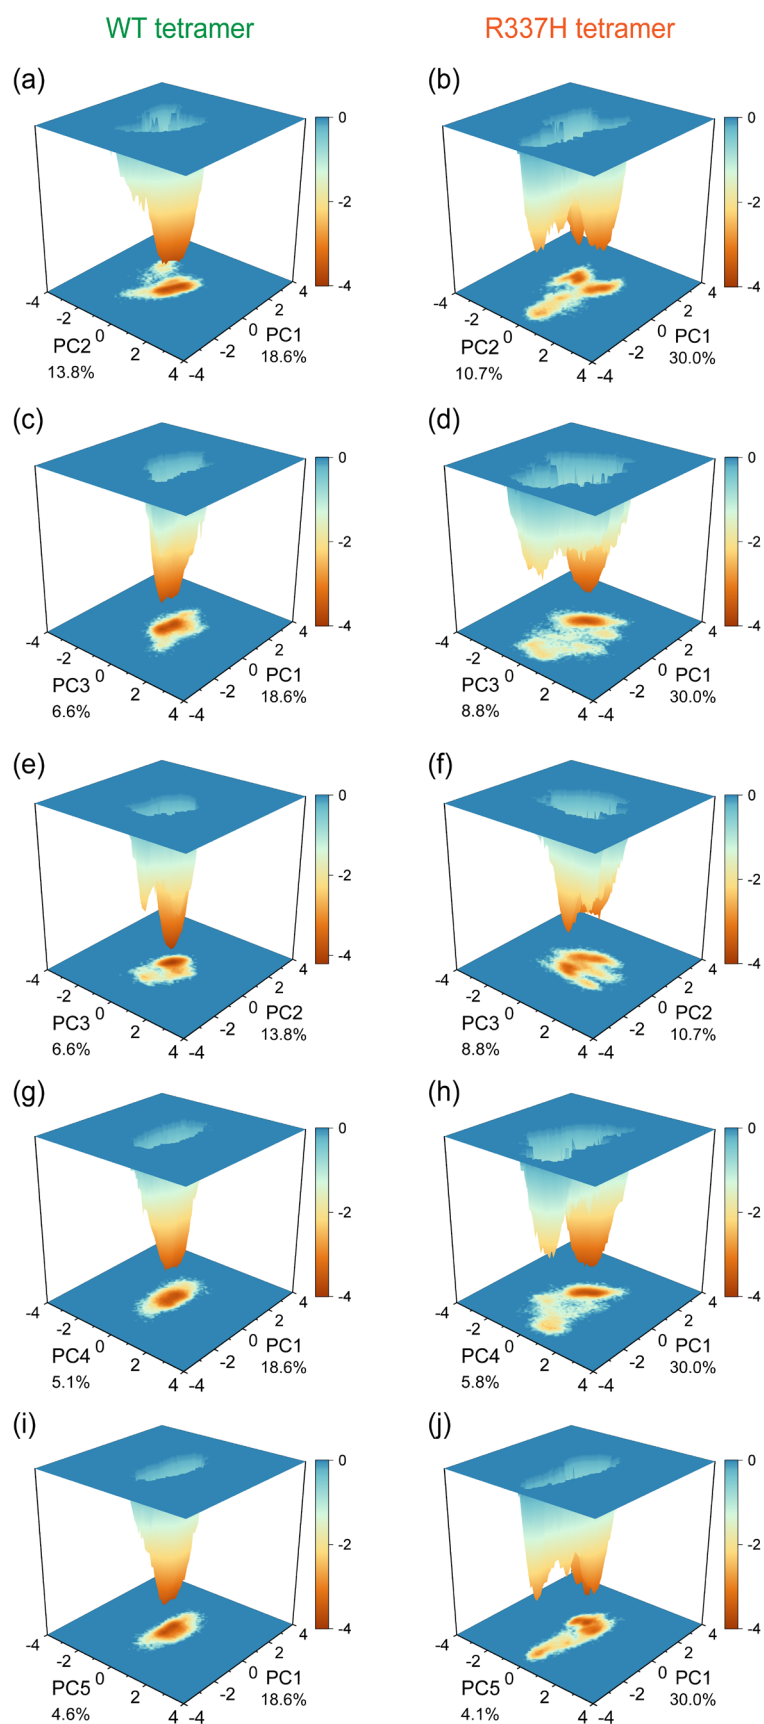 WT tetramer R337H tetramer
(a) (b)
0 0
-2 -2
-4 -4
-4 -2 0 2 4 -4 -2 0 2 4
PC2 PC1 PC2 PC1
13.8% 18.6% 10.7% 30.0%
-4 -2 0 2 4 -4 -2 0 2 4
(c) (d)
0 0
-2 -2
-4 -4
-4 -2 0 2 4 -4 -2 0 2 4
PC3 PC1 PC3 PC1
6.6% 18.6% 8.8% 30.0%
-4 -2 0 2 4 -4 -2 0 2 4
(e) (f)
0 0
-2 -2
-4 -4
-4 -2 0 2 4 -4 -2 0 2 4
PC3 PC2 PC3 PC2
6.6% 13.8% 8.8% 10.7%
-4 -2 0 2 4 -4 -2 0 2 4
(g) (h)
0 0
-2 -2
-4 -4
-4 -2 0 2 4 -4 -2 0 2 4
PC4 PC1 PC4 PC1
5.1% 18.6% 5.8% 30.0%
-4 -2 0 2 4 -4 -2 0 2 4
(i) (j)
0 0
-2 -2
-4 -4
-4 -2 0 2 4 -4 -2 0 2 4
PC5 PC1 PC5 PC1
4.6% 18.6% 4.1% 30.0%
-4 -2 0 2 4 -4 -2 0 2 4